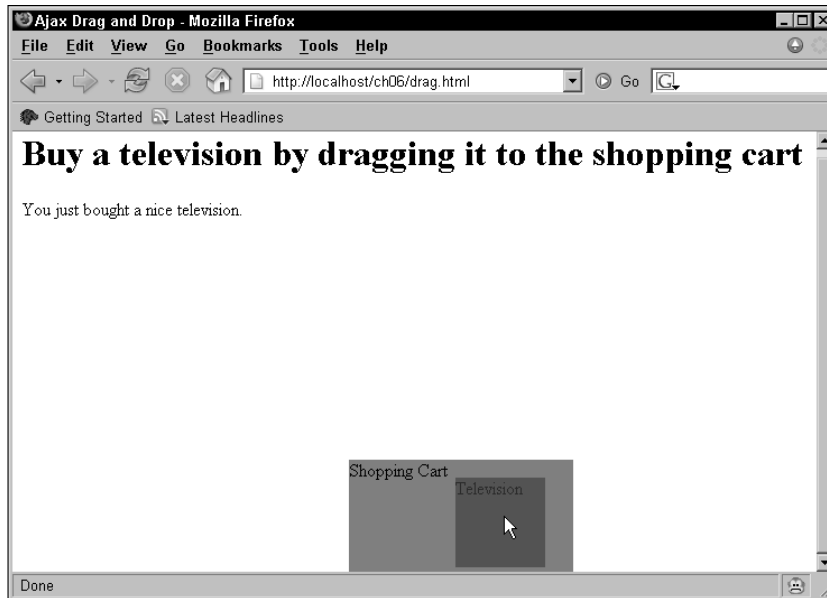 Ajax Drag and Drop - Mozilla Firefox
File Edit View Go Bookmarks Tools Help
http://localhost/ch06/drag.html Go G
Getting Started Latest Headlines
Buy a television by dragging it to the shopping cart
You just bought a nice television.
Shopping Cart
Television
Done